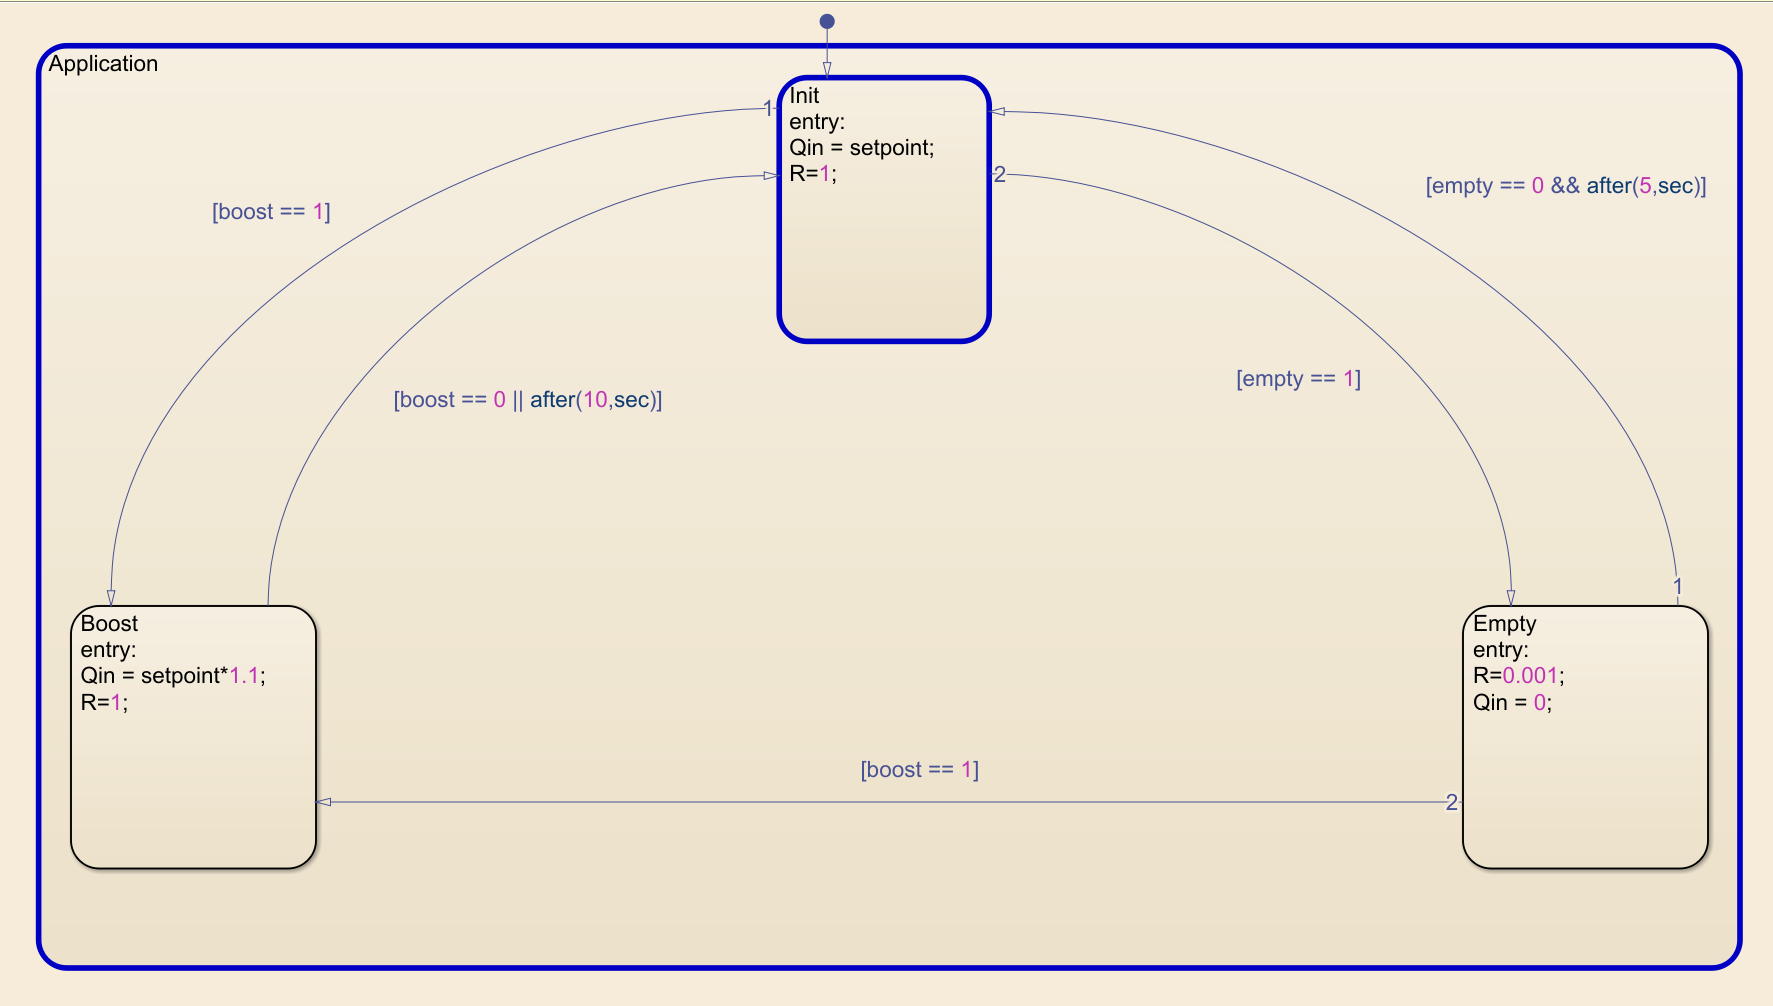 Application
Init
entry:
Qin = setpoint;
R=1;
1
2
[boost == 1]
[empty == 0 && after(5,sec)]
[boost == 0 || after(10,sec)]
[empty == 1]
1
Boost
entry:
Qin = setpoint*1.1;
R=1;
Empty
entry:
R=0.001;
Qin = 0;
[boost == 1]
2